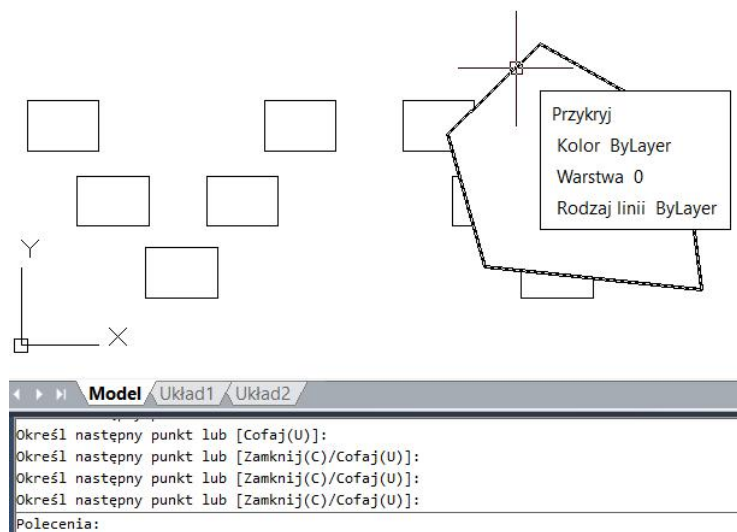 Przykryj
Kolor ByLayer
Warstwa 0
Rodzaj linii ByLayer
Y
X
Model Układ1 Układ2
Określ następny punkt lub [Cofaj(U)]:
Określ następny punkt lub [Zamknij(C)/Cofaj(U)]:
Określ następny punkt lub [Zamknij(C)/Cofaj(U)]:
Określ następny punkt lub [Zamknij(C)/Cofaj(U)]:
Polecenia: